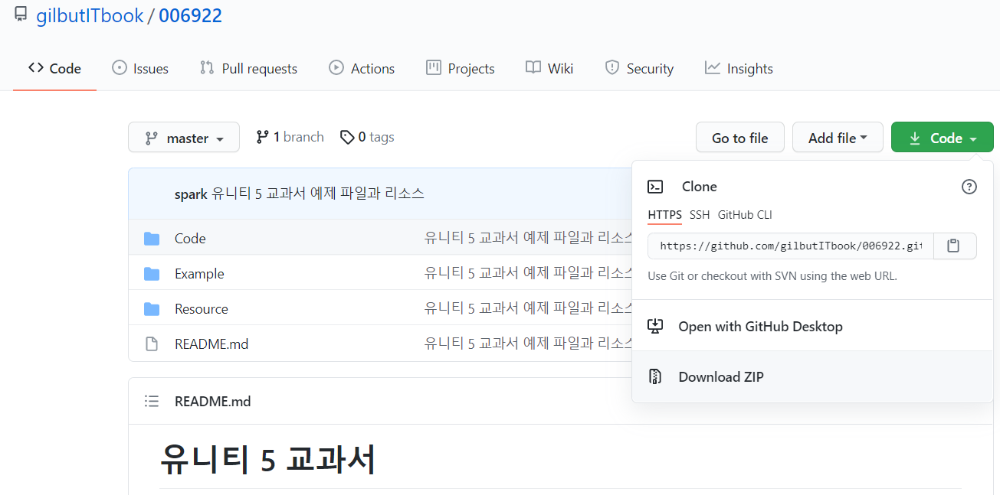 gilbutITbook / 006922
Code Issues Pull requests Actions Projects Wiki Security Insights
master 1 branch 0 tags Go to file Add file Code
spark 유니티 5 교과서 예제 파일과 리소스
Code 유니티 5 교과서 예제 파일과 리소스
Example 유니티 5 교과서 예제 파일과 리소스
Resource 유니티 5 교과서 예제 파일과 리소스
README.md 유니티 5 교과서 예제 파일과 리소스
Clone
HTTPS SSH GitHub CLI
https://github.com/gilbutITbook/006922.git
Use Git or checkout with SVN using the web URL.
Open with GitHub Desktop
Download ZIP
README.md
유니티 5 교과서